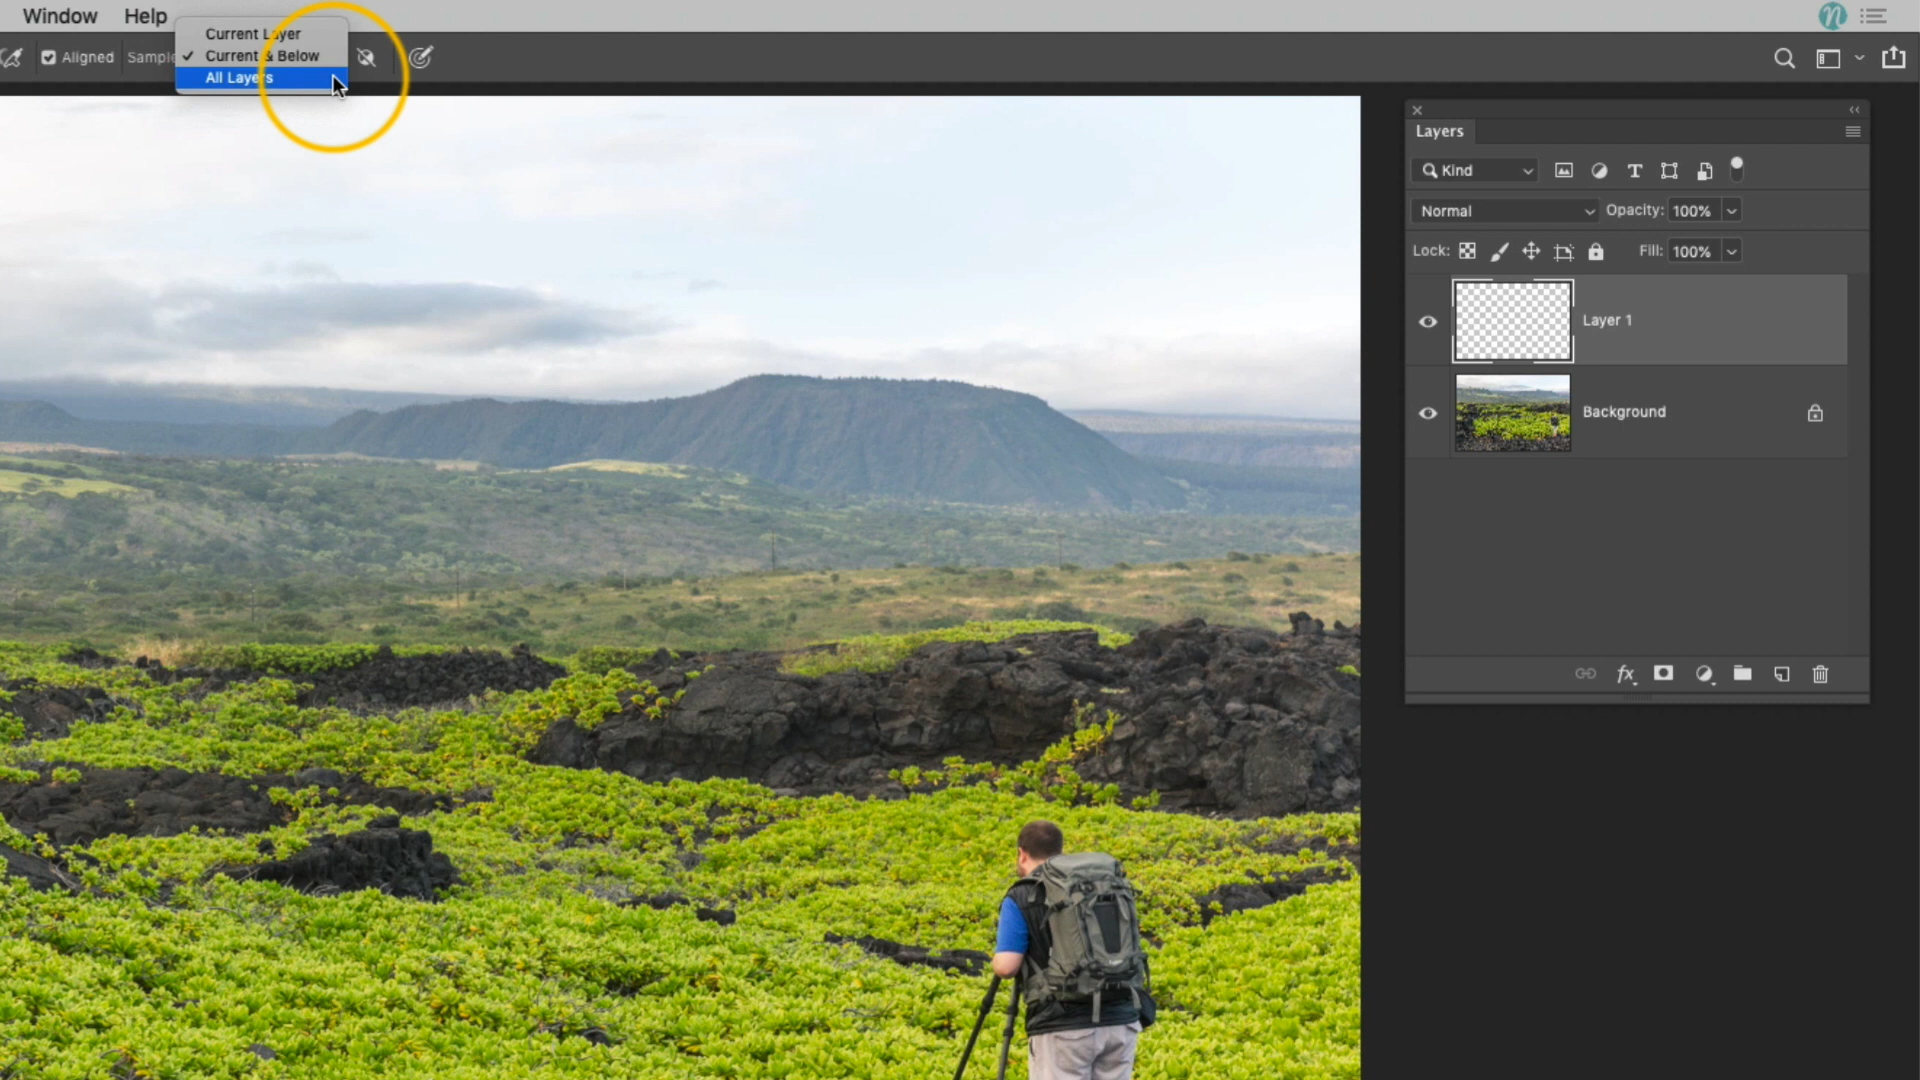 Window Help
Current Layer
Aligned Sample ✓ Current & Below
All Layers
Layers
Kind
Normal Opacity: 100%
Lock: Fill: 100%
Layer 1
Background
fx